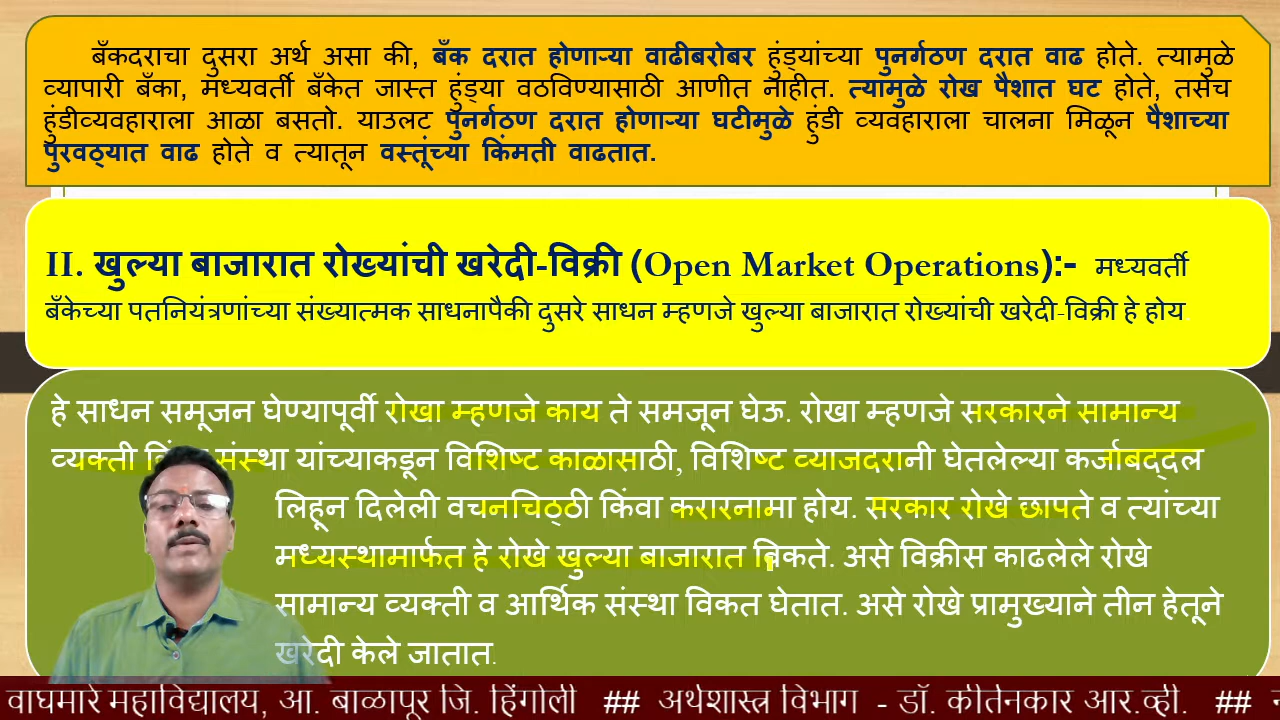 बँकदराचा दुसरा अर्थ असा की, बँक दरात होणाऱ्या वाढीबरोबर हुंड्यांच्या पुनर्गठण दरात वाढ होते. त्यामुळे
व्यापारी बँका, मध्यवर्ती बँकेत जास्त हुंड्या वठविण्यासाठी आणीत नाहीत. त्यामुळे रोख पैशात घट होते, तसेच
हुंडीव्यवहाराला आळा बसतो. याउलट पुनर्गठण दरात होणाऱ्या घटीमुळे हुंडी व्यवहाराला चालना मिळून पैशाच्या
पुरवठ्यात वाढ होते व त्यातून वस्तूंच्या किंमती वाढतात.
II. खुल्या बाजारात रोख्यांची खरेदी-विक्री (Open Market Operations):- मध्यवर्ती
बँकेच्या पतनियंत्रणांच्या संख्यात्मक साधनापैकी दुसरे साधन म्हणजे खुल्या बाजारात रोख्यांची खरेदी-विक्री हे होय
हे साधन समूजन घेण्यापूर्वी रोखा म्हणजे काय ते समजून घेऊ. रोखा म्हणजे सरकारने सामान्य
व्यक्ती संस्था यांच्याकडून विशिष्ट काळासाठी, विशिष्ट व्याजदरानी घेतलेल्या कर्जाबद्दल
लिहून दिलेली वचनचिठ्ठी किंवा करारनामा होय. सरकार रोखे छापते व त्यांच्या
मध्यस्थामार्फत हे रोखे खुल्या बाजारात विकते. असे विक्रीस काढलेले रोखे
सामान्य व्यक्ती व आर्थिक संस्था विकत घेतात. असे रोखे प्रामुख्याने तीन हेतूने
खरेदी केले जातात.
वाघमारे महाविद्यालय, आ. बाळापूर जि. हिंगोली ## अर्थशास्त्र विभाग - डॉ. कीर्तनकार आर.व्ही. ##